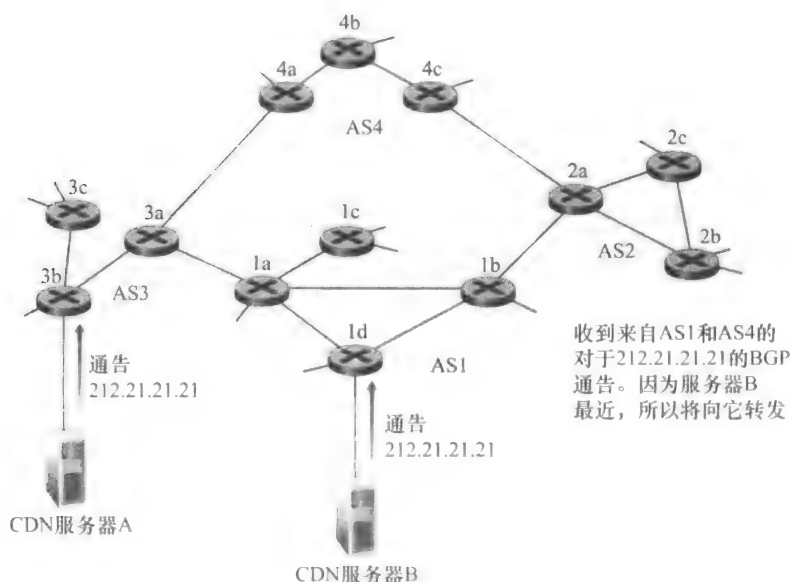 4b
4a
4c
AS4
2c
3c
2a
3a
1c
AS2
2b
1a
1b
3b
AS3
1d
AS1
通告
212.21.21.21
收到来自AS1和AS4的
对于212.21.21.21的BGP
通告。因为服务器B
最近，所以将向它转发
通告
212.21.21.21
CDN服务器A
CDN服务器B